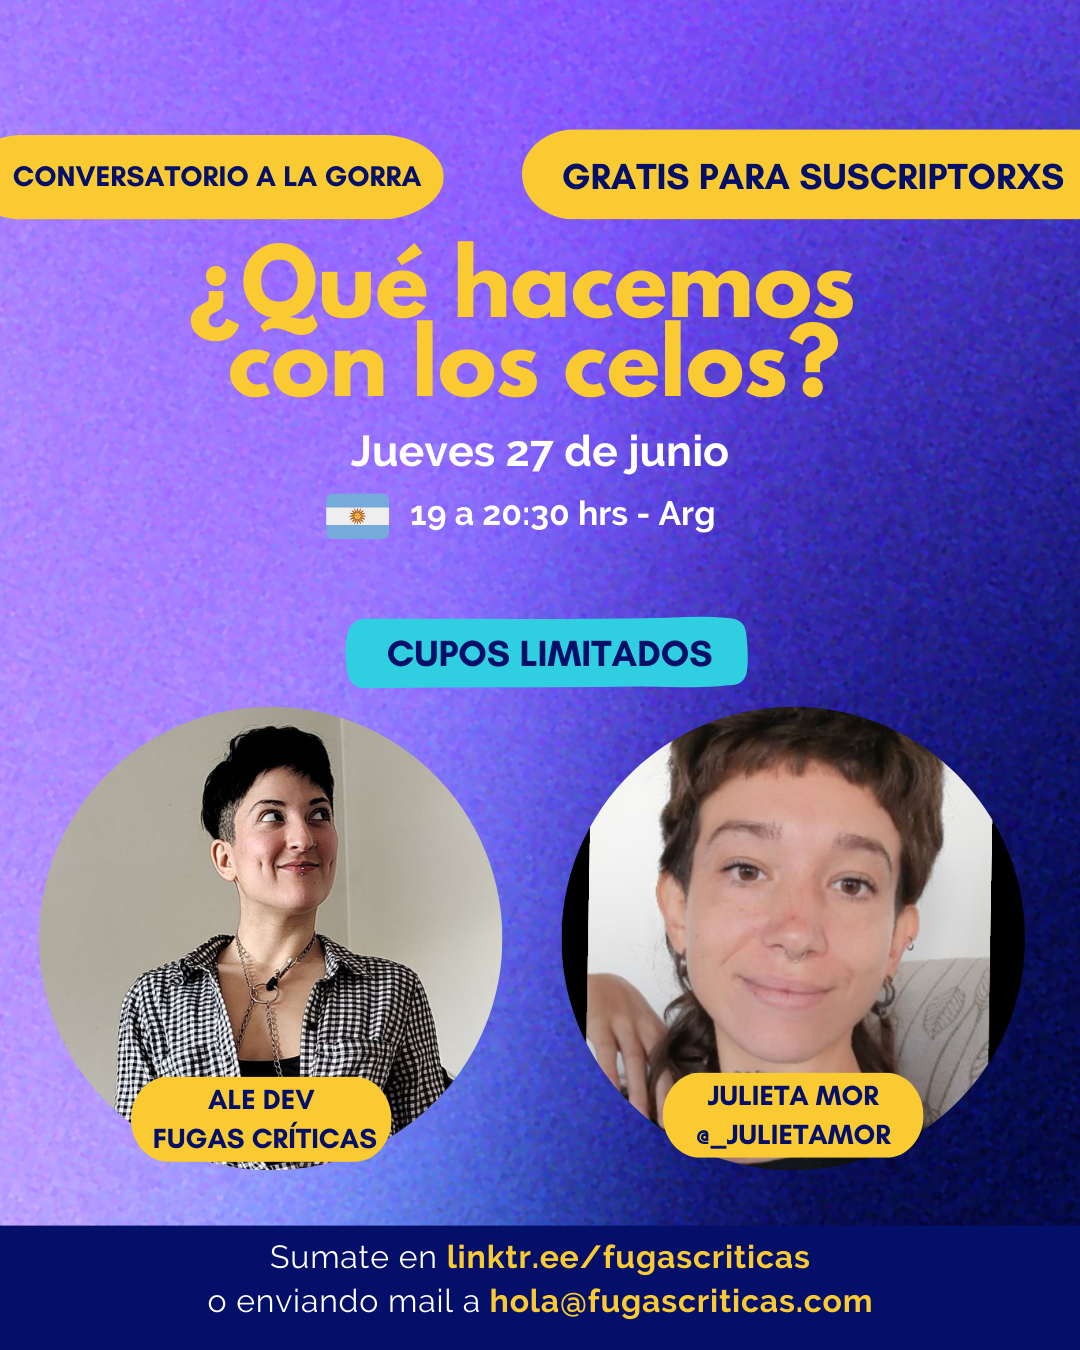 CONVERSATORIO A LA GORRA
GRATIS PARA SUSCRIPTORXS
¿Qué hacemos
con los celos?
Jueves 27 de junio
19 a 20:30 hrs - Arg
CUPOS LIMITADOS
ALE DEV
FUGAS CRÍTICAS
JULIETA MOR
@_JULIETAMOR
Sumate en linktr.ee/fugascriticas
o enviando mail a hola@fugascriticas.com